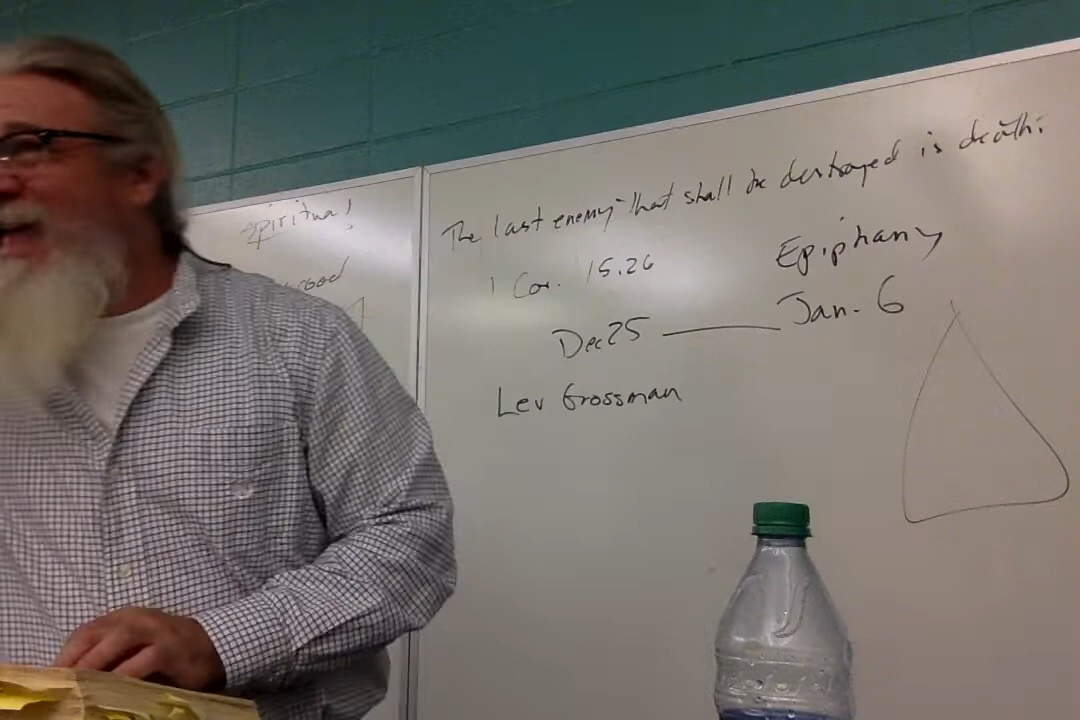 spiritual
The last enemy that shall be destroyed is death.
1 Cor. 15.26
Epiphany
Dec 25 — Jan. 6
Lev Grossman